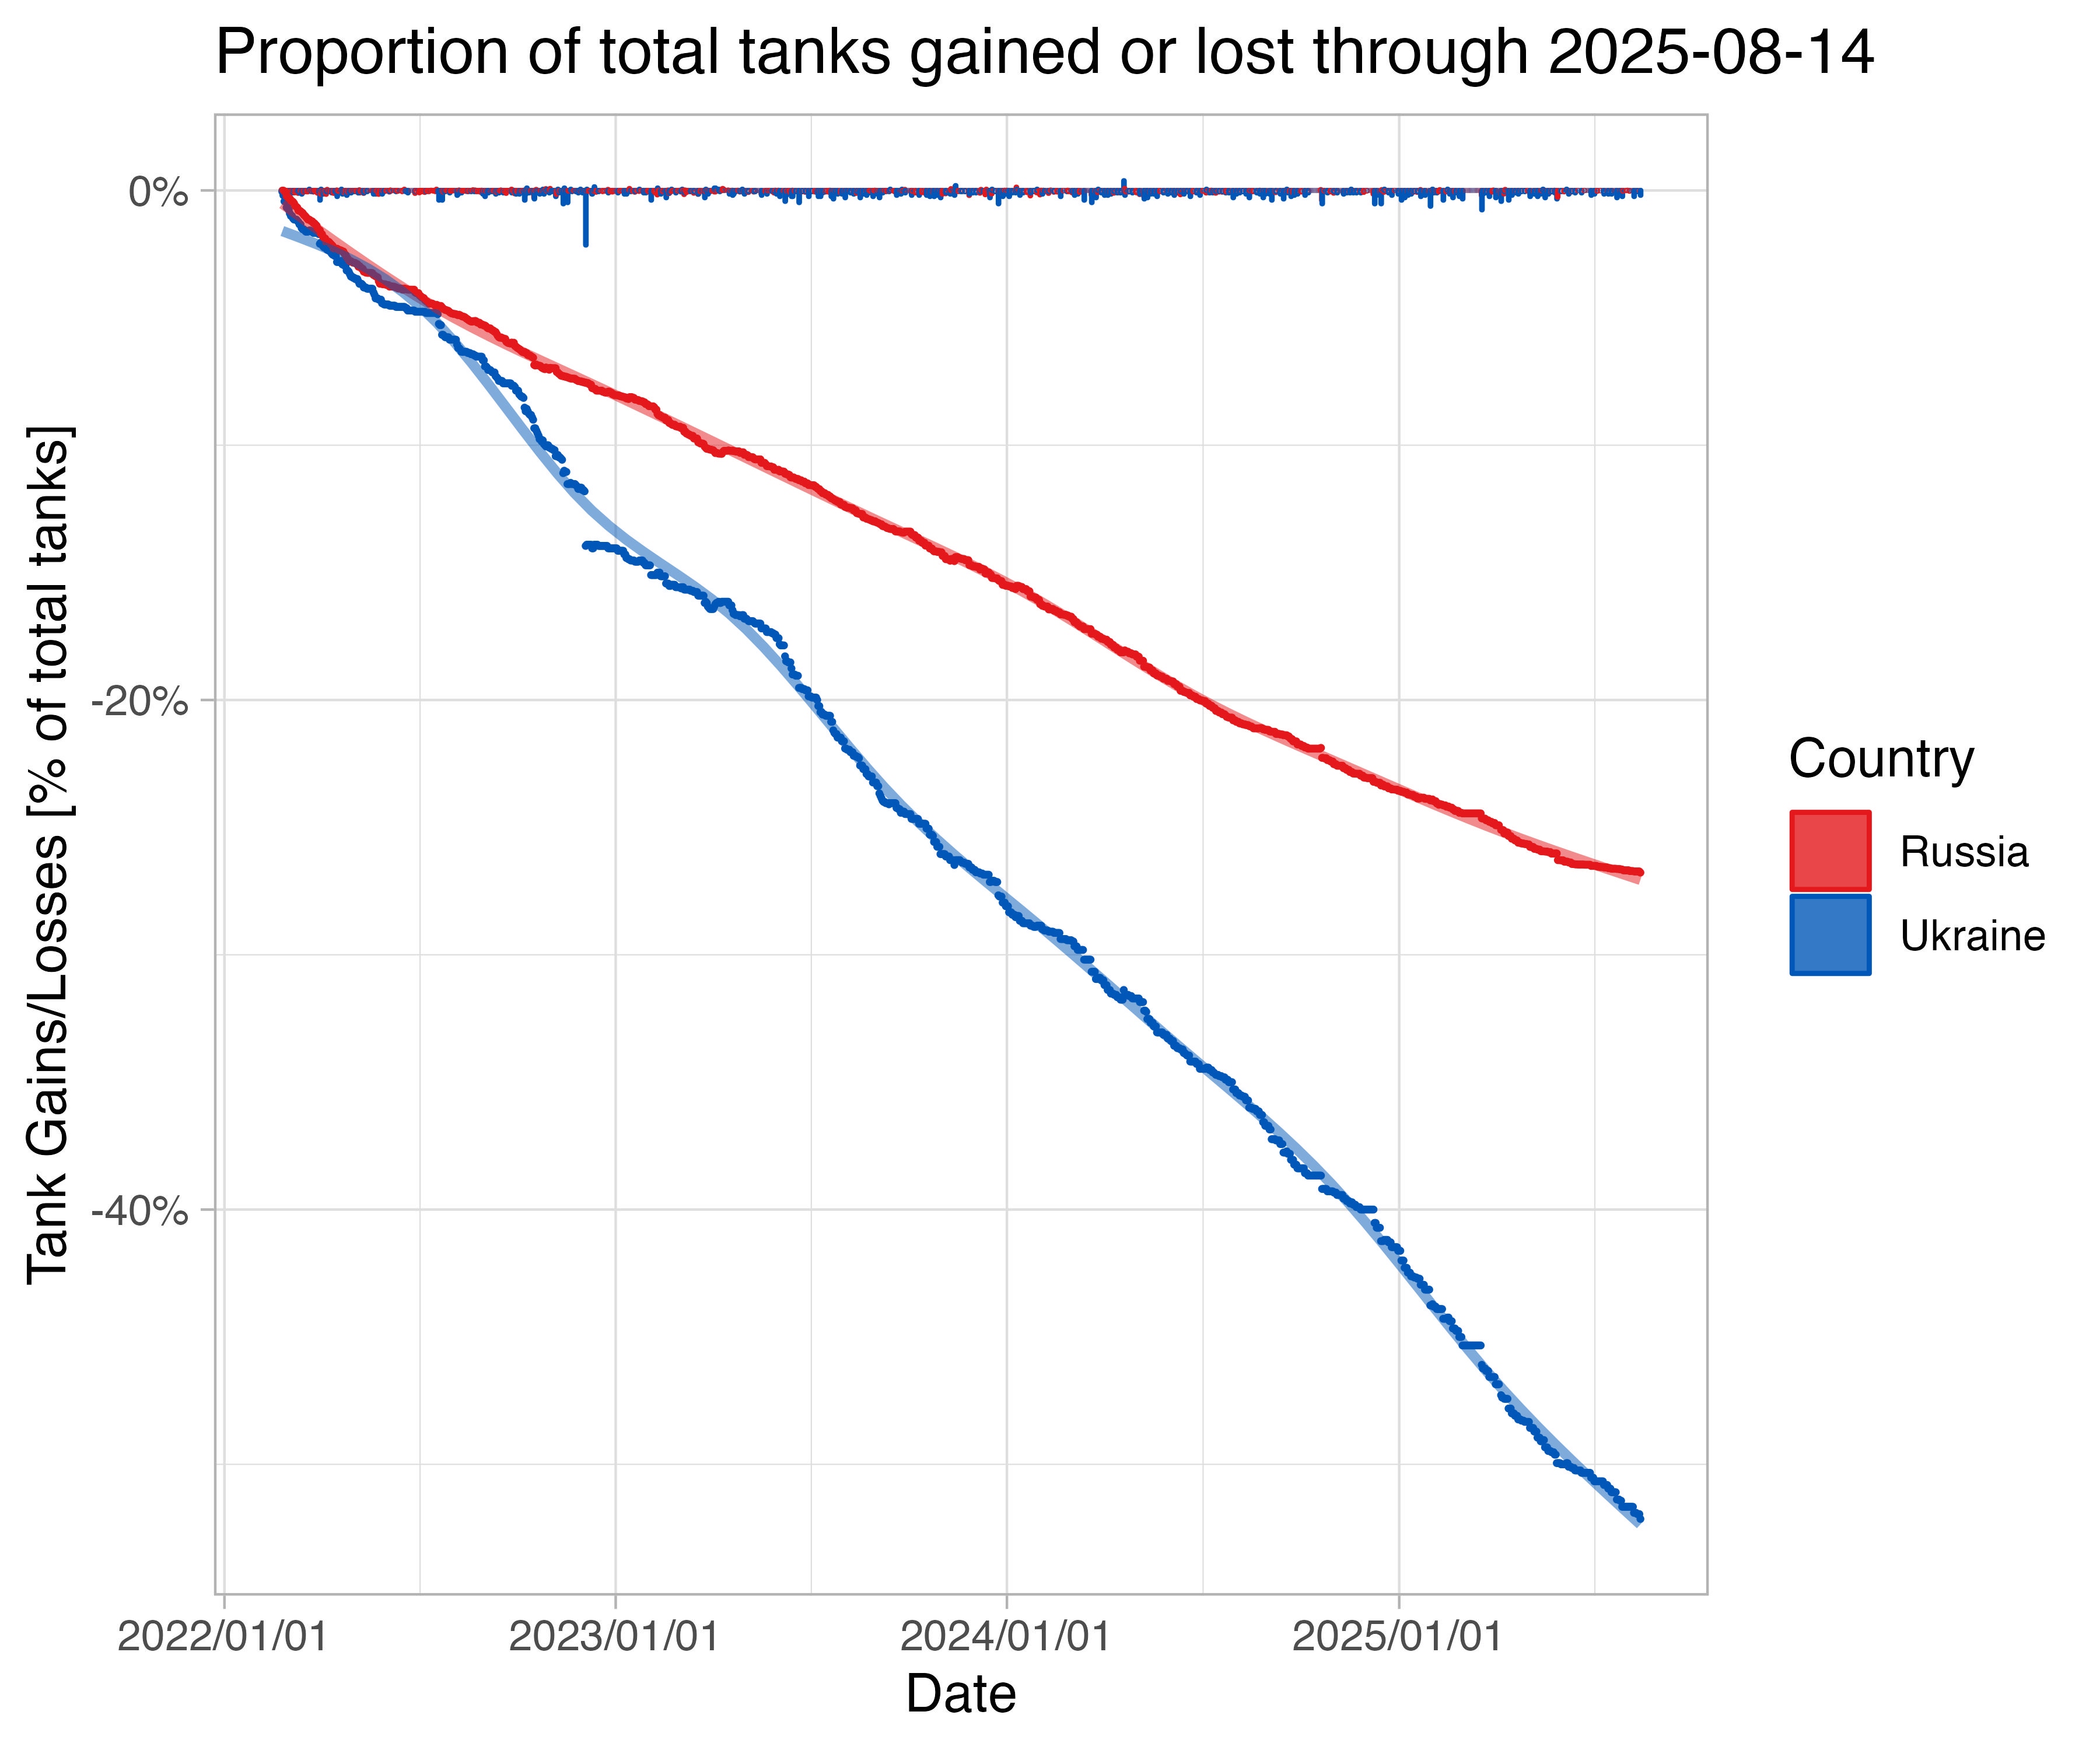 Proportion of total tanks gained or lost through 2025-08-14
Tank Gains/Losses [% of total tanks]
0%
-20%
-40%
2022/01/01
2023/01/01
2024/01/01
2025/01/01
Date
Country
Russia
Ukraine